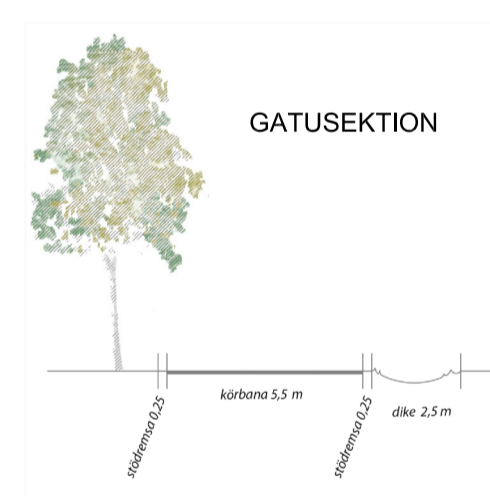 GATUSEKTION
stödremsa 0,25
körbana 5,5 m
stödremsa 0,25
dike 2,5 m